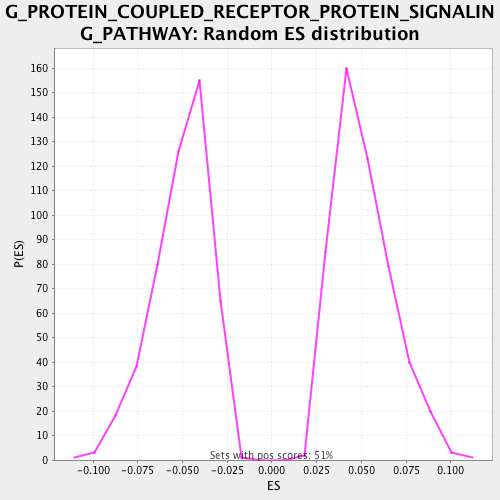 G_PROTEIN_COUPLED_RECEPTOR_PROTEIN_SIGNALIN
G_PATHWAY: Random ES distribution
160
150
140
130
120
110
100
90
80
70
60
50
40
30
20
10
0
P(ES)
Sets with pos scores: 51%
-0.100 -0.075 -0.050 -0.025 0.000 0.025 0.050 0.075 0.100
ES